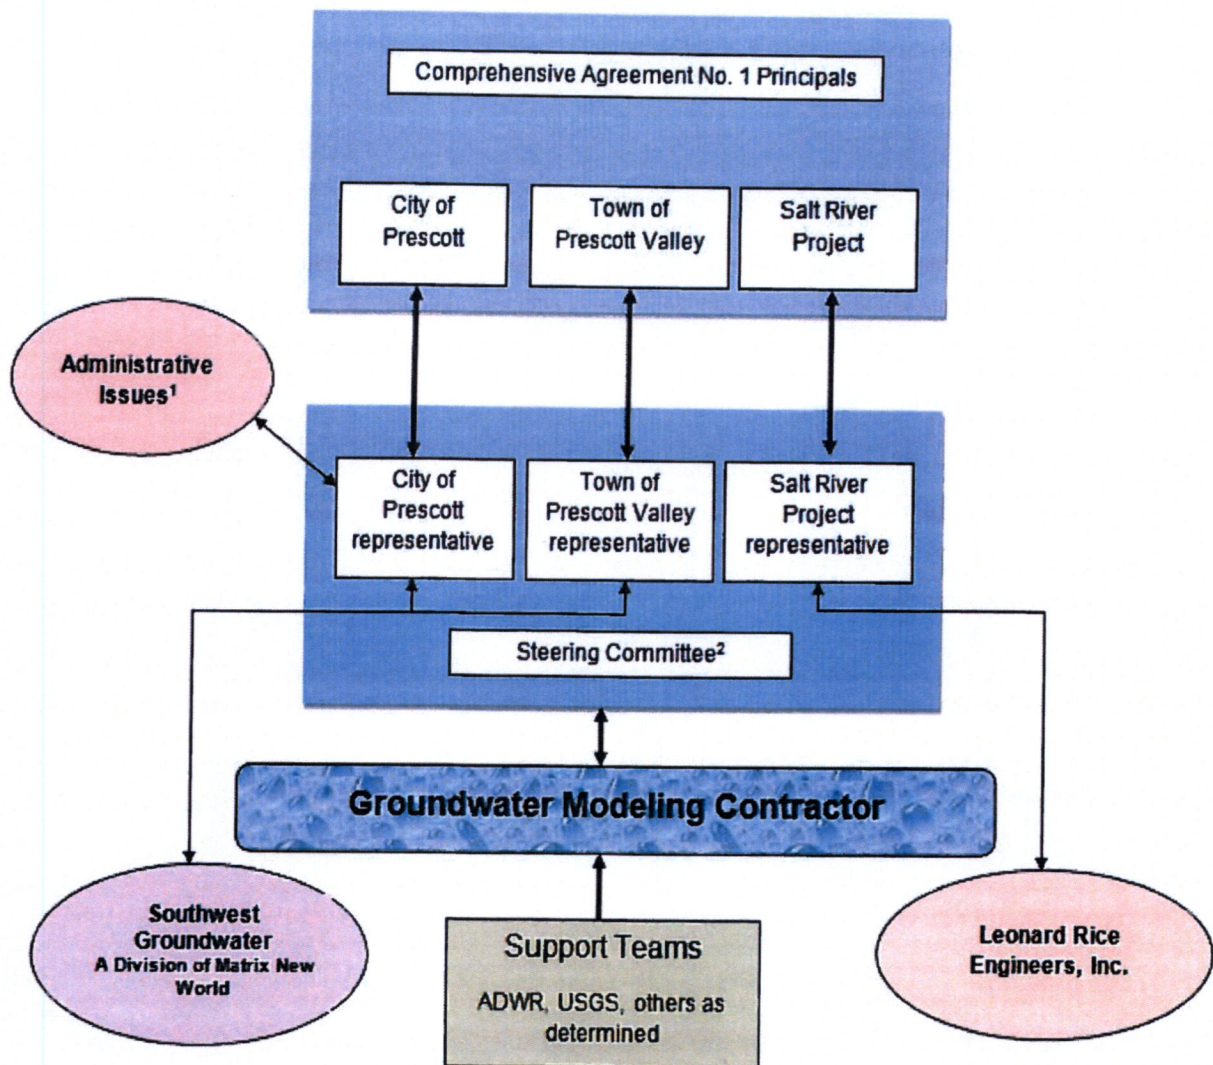 Comprehensive Agreement No. 1 Principals
City of
Prescott
Town of
Prescott Valley
Salt River
Project
Administrative
Issues¹
City of
Prescott
representative
Town of
Prescott Valley
representative
Salt River
Project
representative
Steering Committee²
Groundwater Modeling Contractor
Southwest
Groundwater
A Division of Matrix New
World
Support Teams
ADWR, USGS, others as
determined
Leonard Rice
Engineers, Inc.